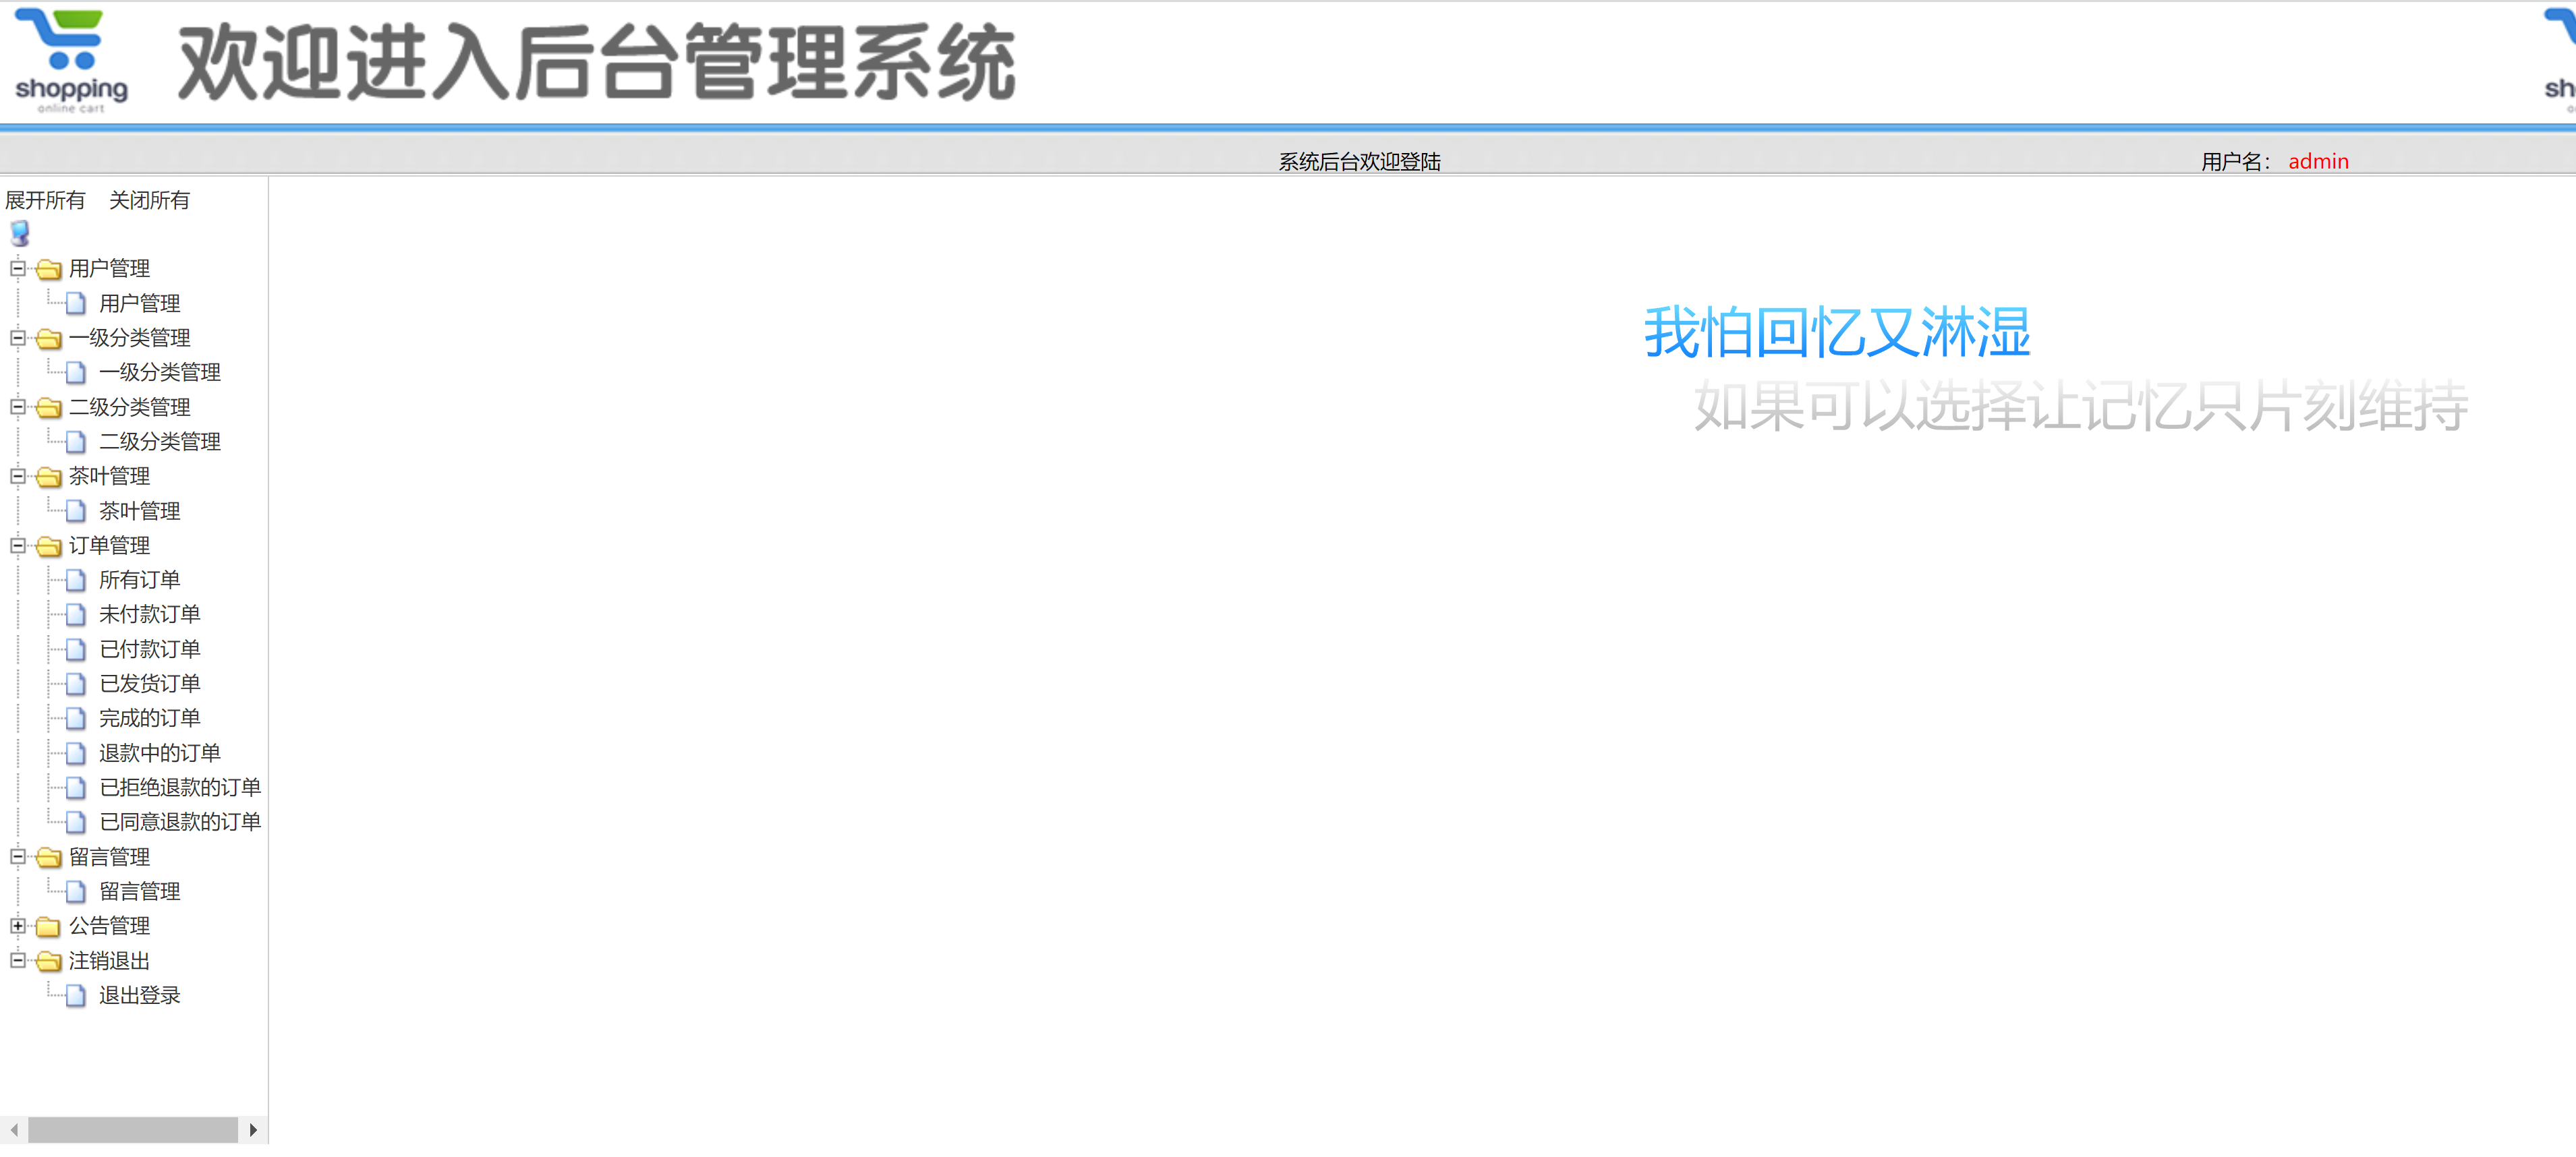 shopping
online cart
欢迎进入后台管理系统
系统后台欢迎登陆
用户名： admin
展开所有 关闭所有
用户管理
用户管理
一级分类管理
一级分类管理
二级分类管理
二级分类管理
茶叶管理
茶叶管理
订单管理
所有订单
未付款订单
已付款订单
已发货订单
完成的订单
退款中的订单
已拒绝退款的订单
已同意退款的订单
留言管理
留言管理
公告管理
注销退出
退出登录
我怕回忆又淋湿
如果可以选择让记忆只片刻维持